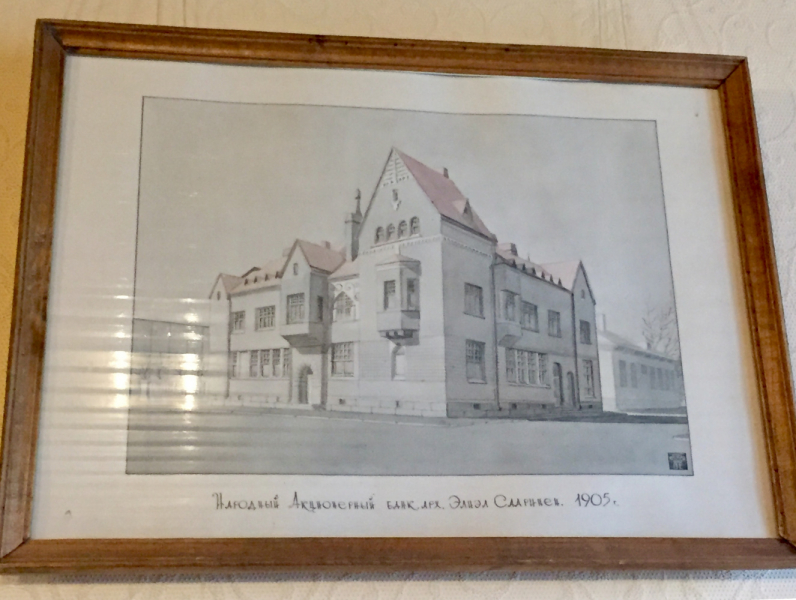 Народный Акционерный банк. арх. Элиэл Сааринен. 1905 г.